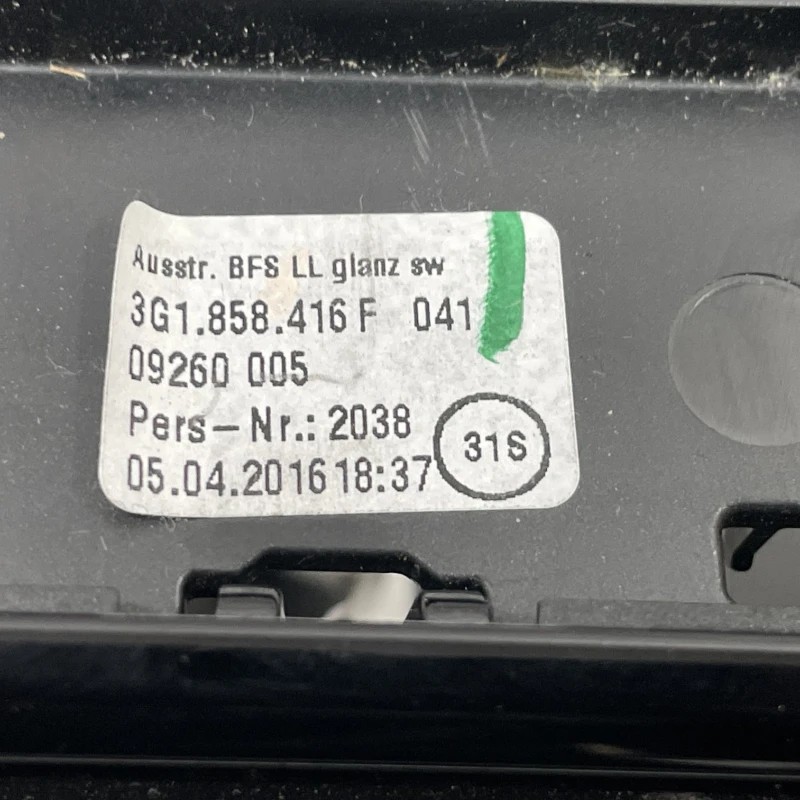 Ausstr. BFS LL glanz sw
3G1.858.416 F 041
09260 005
Pers-Nr.: 2038
31S
05.04.2016 18:37